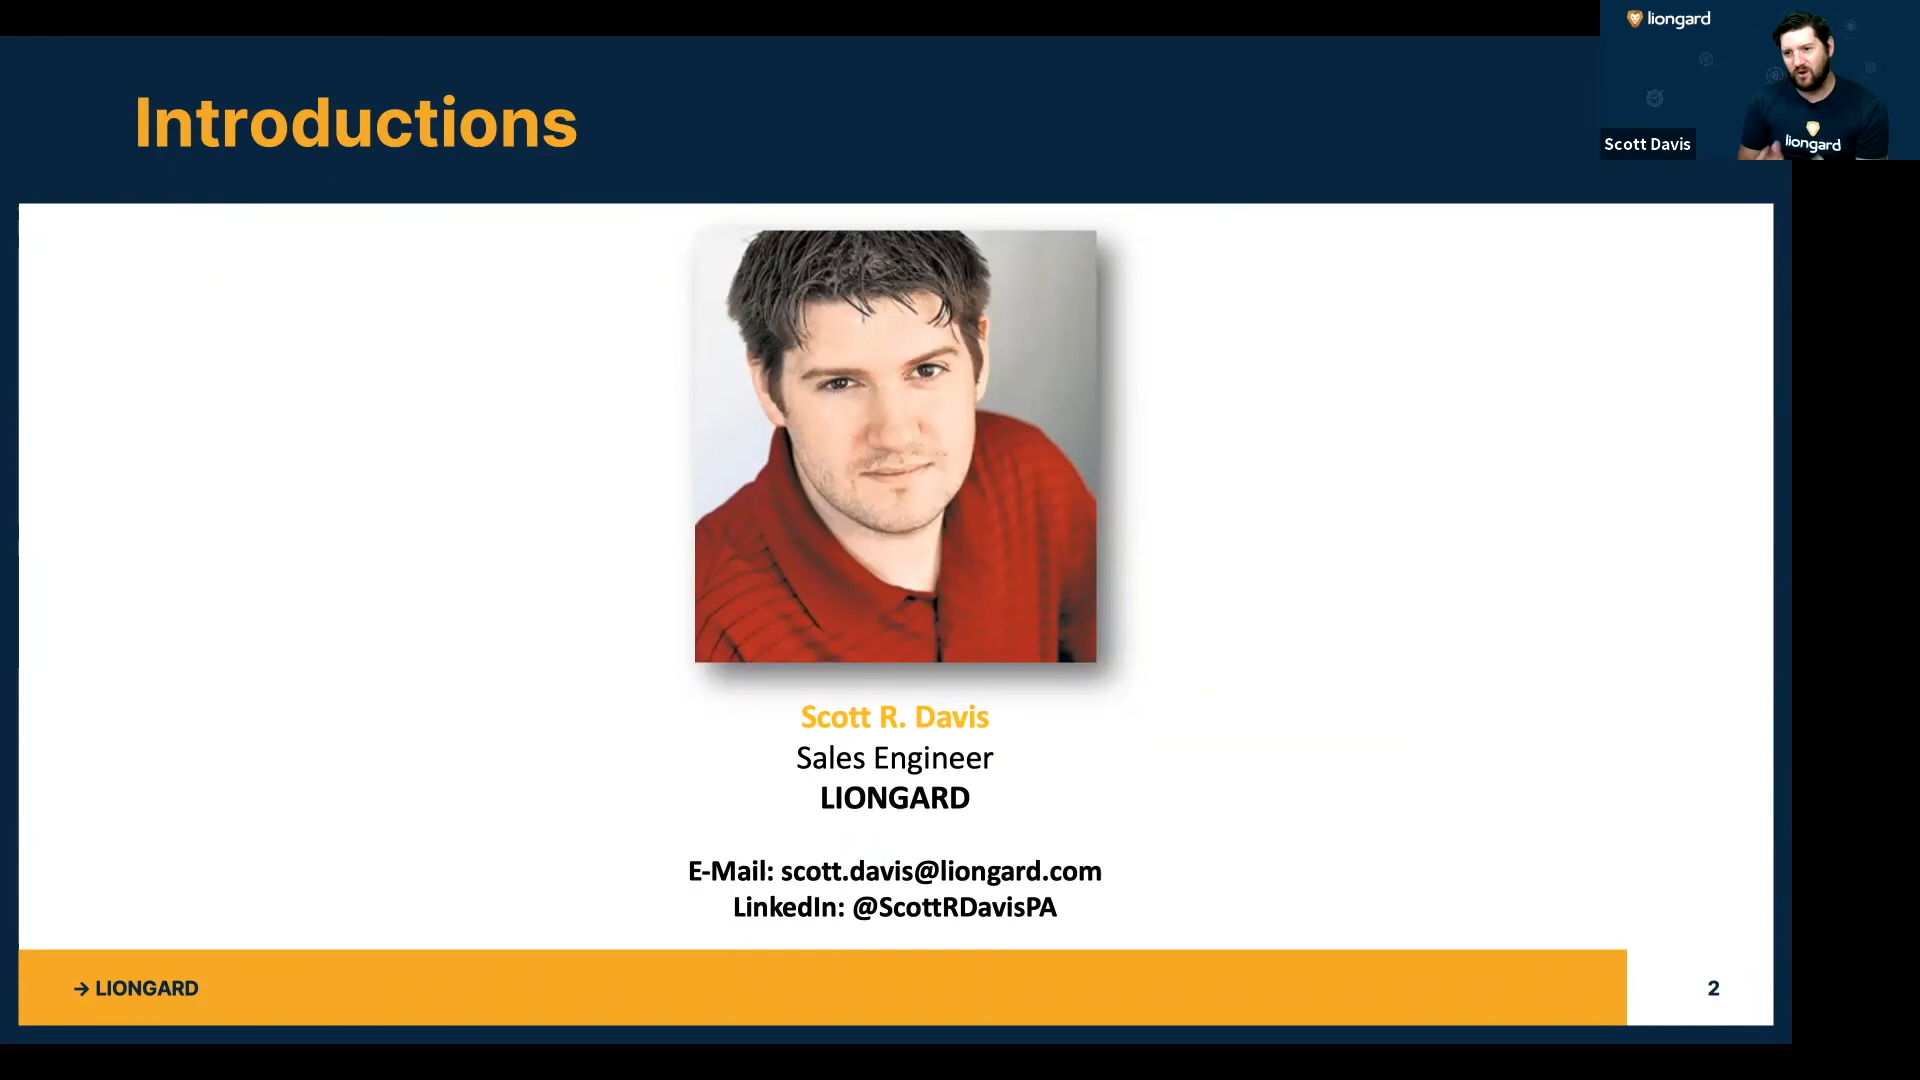 Introductions
liongard
liongard
Scott Davis
Scott R. Davis
Sales Engineer
LIONGARD
E-Mail: scott.davis@liongard.com
LinkedIn: @ScottRDavisPA
→ LIONGARD
2